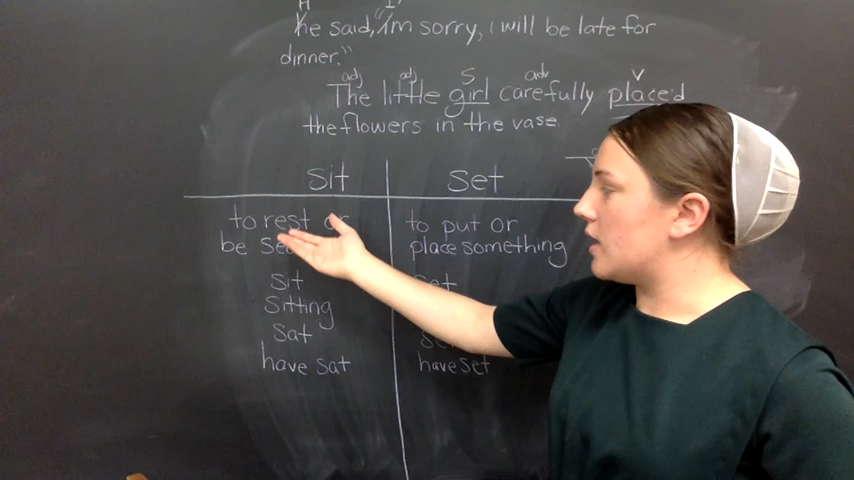 H I'
he said, "im sorry, i will be late for
dinner."
adj adj S adv V
The little girl carefully placed
the flowers in the vase.
Sit Set
to rest or to put or
be place something
sit set
Sitting
Sat
have sat have set